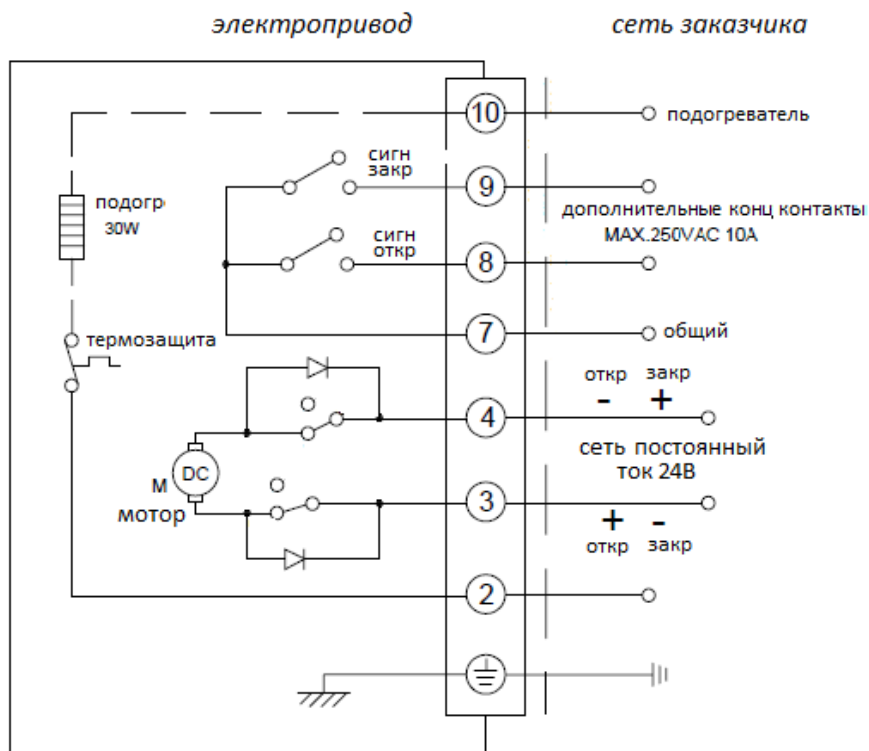 электропривод
сеть заказчика
10
подогреватель
сигн
закр
9
подогр
30W
дополнительные конц контакты
MAX.250VAC 10A
сигн
откр
8
7
общий
термозащита
откр закр
- +
4
сеть постоянный
ток 24В
DC
М
мотор
3
+ -
откр закр
2